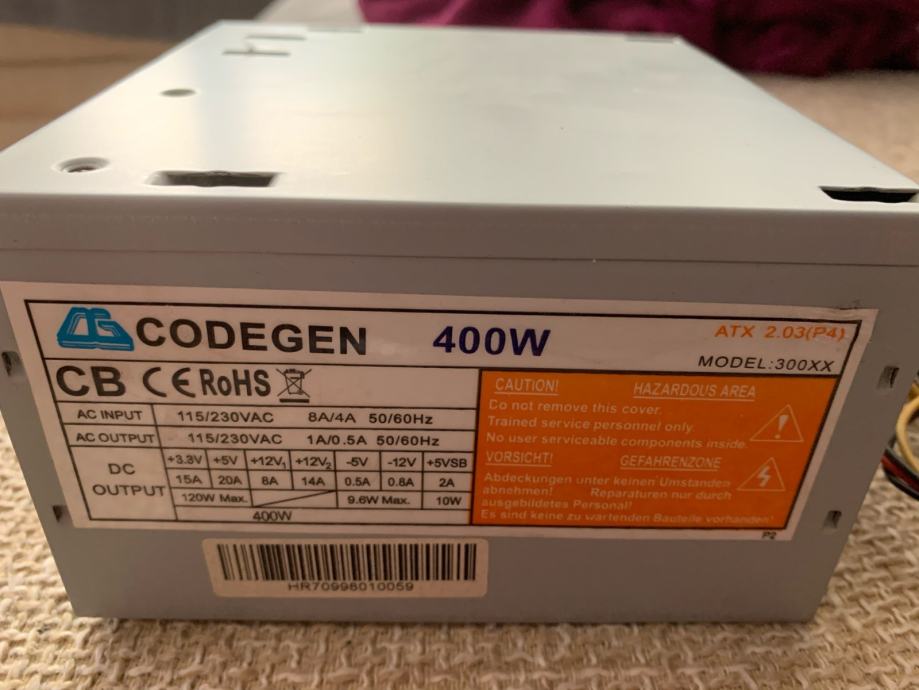 CODEGEN 400W ATX 2.03(P4)
MODEL:300XX
CB CE RoHS
AC INPUT 115/230VAC 8A/4A 50/60Hz
AC OUTPUT 115/230VAC 1A/0.5A 50/60Hz
DC OUTPUT
+3.3V +5V +12V₁ +12V₂ -5V -12V +5VSB
15A 20A 8A 14A 0.5A 0.8A 2A
120W Max. 9.6W Max. 10W
400W
CAUTION! HAZARDOUS AREA
Do not remove this cover.
Trained service personnel only.
No user serviceable components inside.
VORSICHT! GEFAHRENZONE
Abdeckungen unter keinen Umstanden
abnehmen! Reparaturen nur durch
ausgebildetes Personal!
Es sind keine zu wartenden Bauteile vorhanden!
P2
HR70998010059